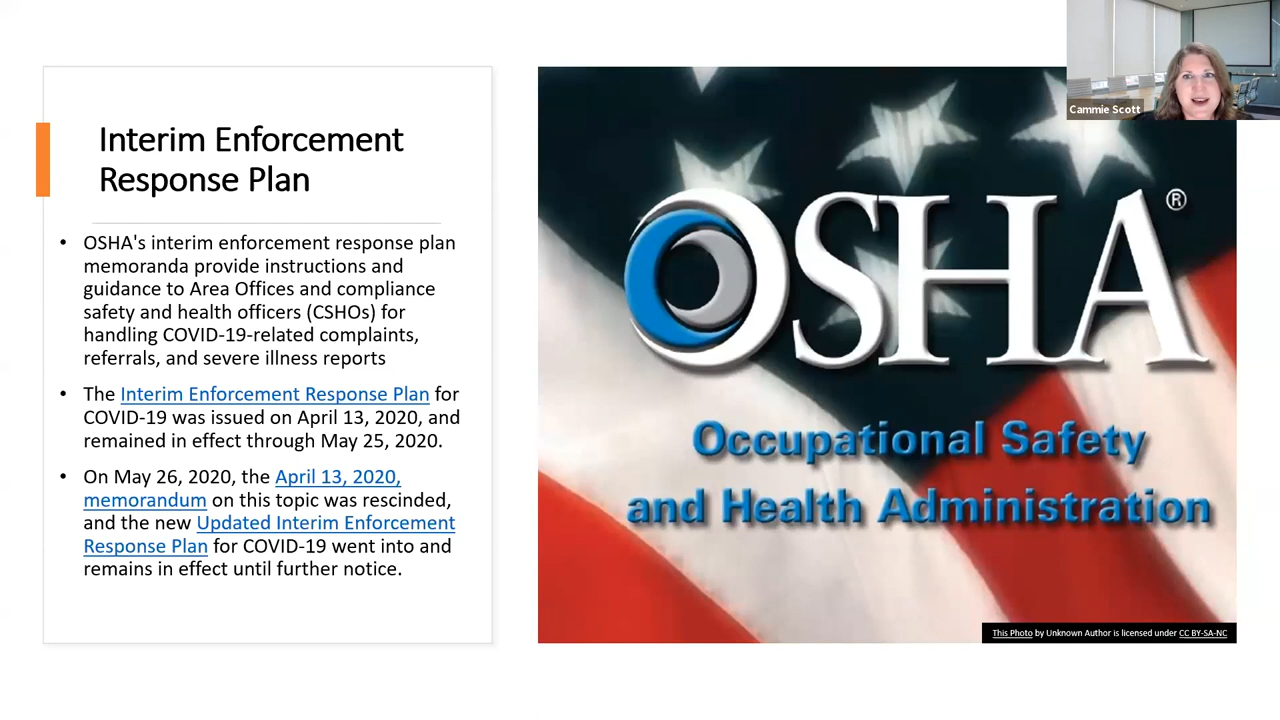 Interim Enforcement
Response Plan
• OSHA's interim enforcement response plan
memoranda provide instructions and
guidance to Area Offices and compliance
safety and health officers (CSHOs) for
handling COVID-19-related complaints,
referrals, and severe illness reports
• The Interim Enforcement Response Plan for
COVID-19 was issued on April 13, 2020, and
remained in effect through May 25, 2020.
• On May 26, 2020, the April 13, 2020,
memorandum on this topic was rescinded,
and the new Updated Interim Enforcement
Response Plan for COVID-19 went into and
remains in effect until further notice.
Cammie Scott
OSHA®
Occupational Safety
and Health Administration
This Photo by Unknown Author is licensed under CC BY-SA-NC